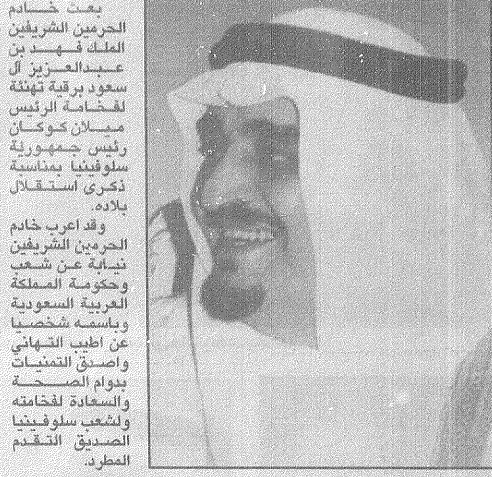 بعث خادم
الحرمين الشريفين
الملك فهد بن
عبدالعزيز آل
سعود برقية تهنئة
لفخامة الرئيس
ميلان كوكان
رئيس جمهورية
سلوفينيا بمناسبة
ذكرى استقلال
بلاده.
وقد اعرب خادم
الحرمين الشريفين
نيابة عن شعب
وحكومة المملكة
العربية السعودية
وباسمه شخصيا
عن اطيب التهاني
واصدق التمنيات
بدوام الصحة
والسعادة لفخامته
ولشعب سلوفينيا
الصديق التقدم
المطرد.